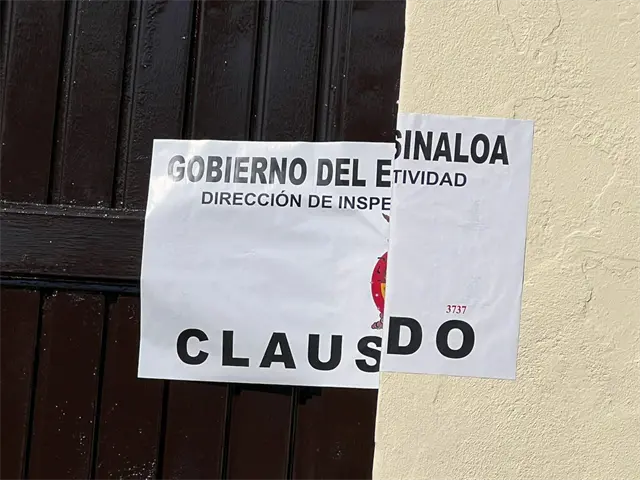 GOBIERNO DEL E SINALOA
DIRECCIÓN DE INSPE TIVIDAD
3737
CLAUS DO